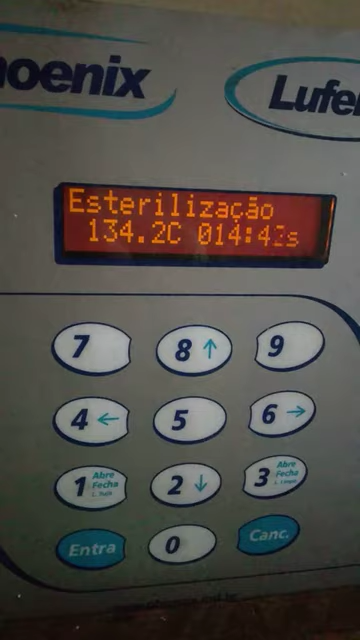 hoenix
Lufe
Esterilização
134.2C 014:42s
7 8↑ 9
4← 5 6→
1 Abre Fecha 2↓ 3 Abre Fecha
Entra 0 Canc.